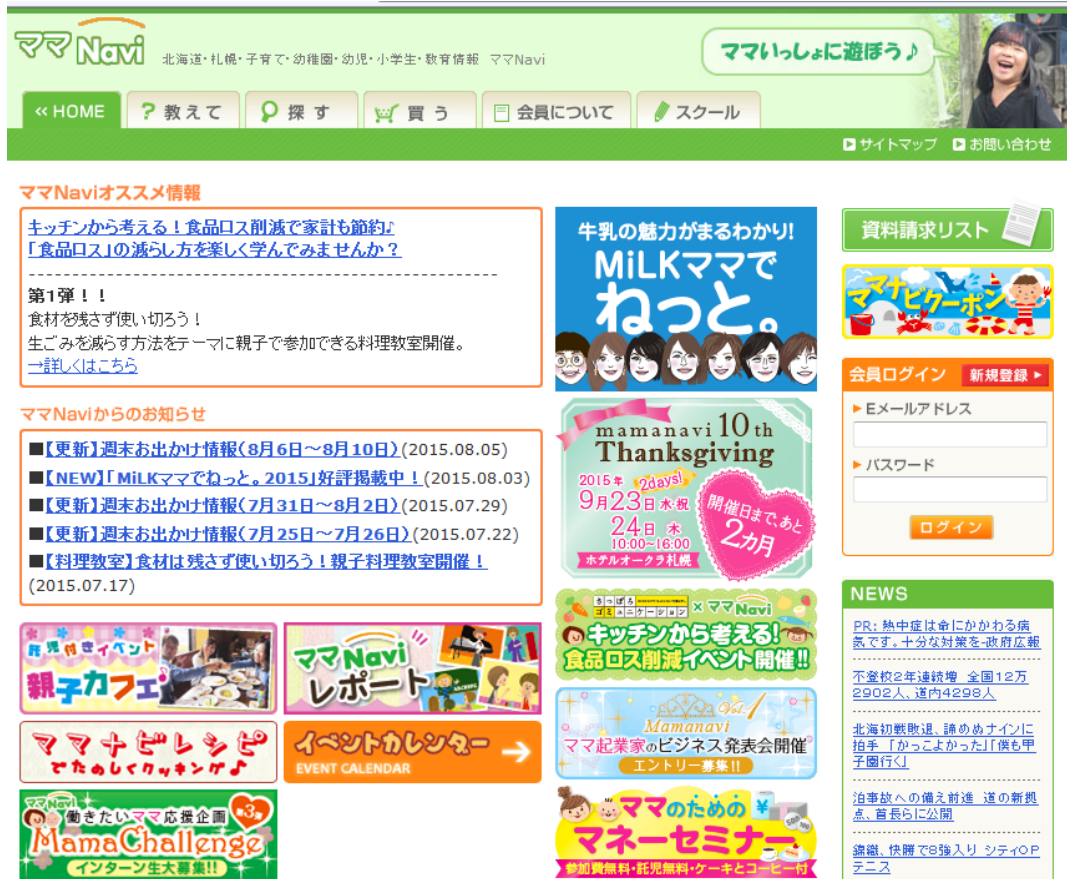 ママNavi
北海道・札幌・子育て・幼稚園・幼児・小学生・教育情報 ママNavi
ママいっしょに遊ぼう♪
<< HOME
? 教えて
探す
買う
会員について
スクール
サイトマップ
お問い合わせ
ママNaviオススメ情報
キッチンから考える!食品ロス削減で家計も節約♪
「食品ロス」の減らし方を楽しく学んでみませんか?
------------------------------------------------------
第1弾!!
食材を残さず使い切ろう!
生ごみを減らす方法をテーマに親子で参加できる料理教室開催。
→詳しくはこちら
ママNaviからのお知らせ
■【更新】週末お出かけ情報(8月6日~8月10日)(2015.08.05)
■【NEW】「MiLKママでねっと。2015」好評掲載中!(2015.08.03)
■【更新】週末お出かけ情報(7月31日~8月2日)(2015.07.29)
■【更新】週末お出かけ情報(7月25日~7月26日)(2015.07.22)
■【料理教室】食材は残さず使い切ろう!親子料理教室開催!
(2015.07.17)
託児付きイベント
親子カフェ
ママNavi
レポート
ママナビレシピ
でたのしくクッキング♪
イベントカレンダー
EVENT CALENDAR
ママNavi
働きたいママ応援企画
第3弾
MamaChallenge
インターン生大募集!!
牛乳の魅力がまるわかり!
MiLKママで
ねっと。
mamanavi 10th
Thanksgiving
2015年 2days!
9月23日 水・祝
24日 木
10:00~16:00
ホテルオークラ札幌
開催日まで、あと
2カ月
さっぽろ
ゴミュニケーション
×ママNavi
キッチンから考える!
食品ロス削減イベント開催!!
Vol.1
Mamanavi
ママ起業家のビジネス発表会開催
エントリー募集!!
ママのための
マネーセミナー
参加費無料・託児無料・ケーキとコーヒー付
資料請求リスト
ママナビクーポン
会員ログイン
新規登録
Eメールアドレス
パスワード
ログイン
NEWS
PR: 熱中症は命にかかわる病
気です。十分な対策を-政府広報
不登校2年連続増 全国12万
2902人、道内4298人
北海初戦敗退、諦めぬナインに
拍手 「かっこよかった」「僕も甲
子園行く」
泊事故への備え前進 道の新拠
点、首長らに公開
錦織、快勝で8強入り シティOP
テニス